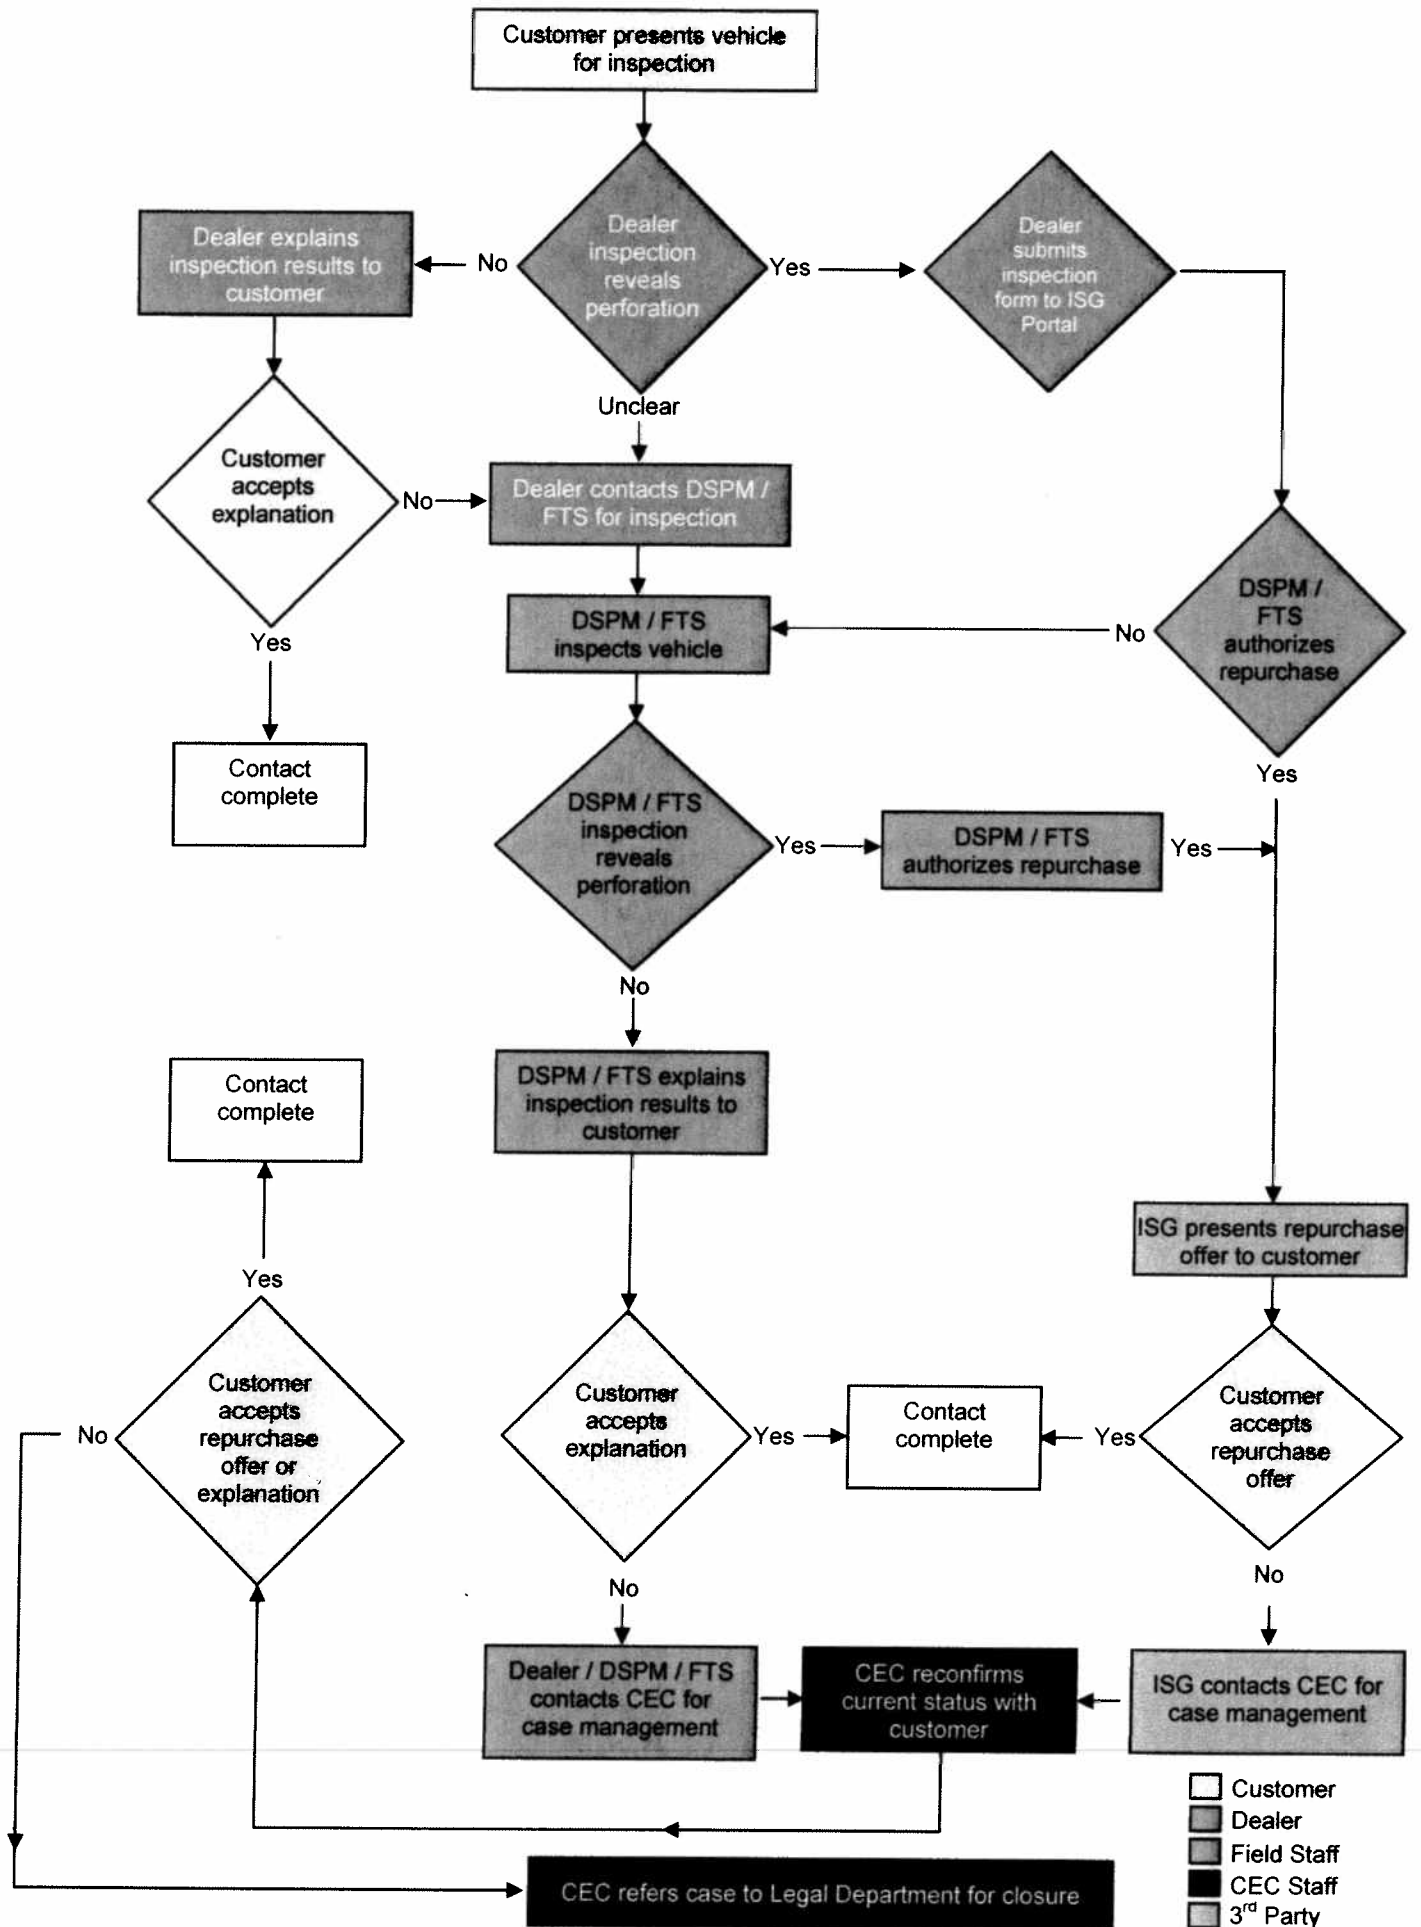 Customer presents vehicle
for inspection
Dealer explains
inspection results to
customer
No
Dealer
inspection
reveals
perforation
Yes
Dealer
submits
inspection
form to ISG
Portal
Unclear
Customer
accepts
explanation
No
Dealer contacts DSPM /
FTS for inspection
DSPM / FTS
inspects vehicle
No
DSPM /
FTS
authorizes
repurchase
Yes
Contact
complete
Yes
DSPM / FTS
inspection
reveals
perforation
Yes
DSPM / FTS
authorizes repurchase
Yes
No
DSPM / FTS explains
inspection results to
customer
Contact
complete
ISG presents repurchase
offer to customer
Yes
No
Customer
accepts
repurchase
offer or
explanation
Customer
accepts
explanation
Yes
Contact
complete
Yes
Customer
accepts
repurchase
offer
No
No
Dealer / DSPM / FTS
contacts CEC for
case management
CEC reconfirms
current status with
customer
ISG contacts CEC for
case management
Customer
Dealer
Field Staff
CEC Staff
3rd Party
CEC refers case to Legal Department for closure